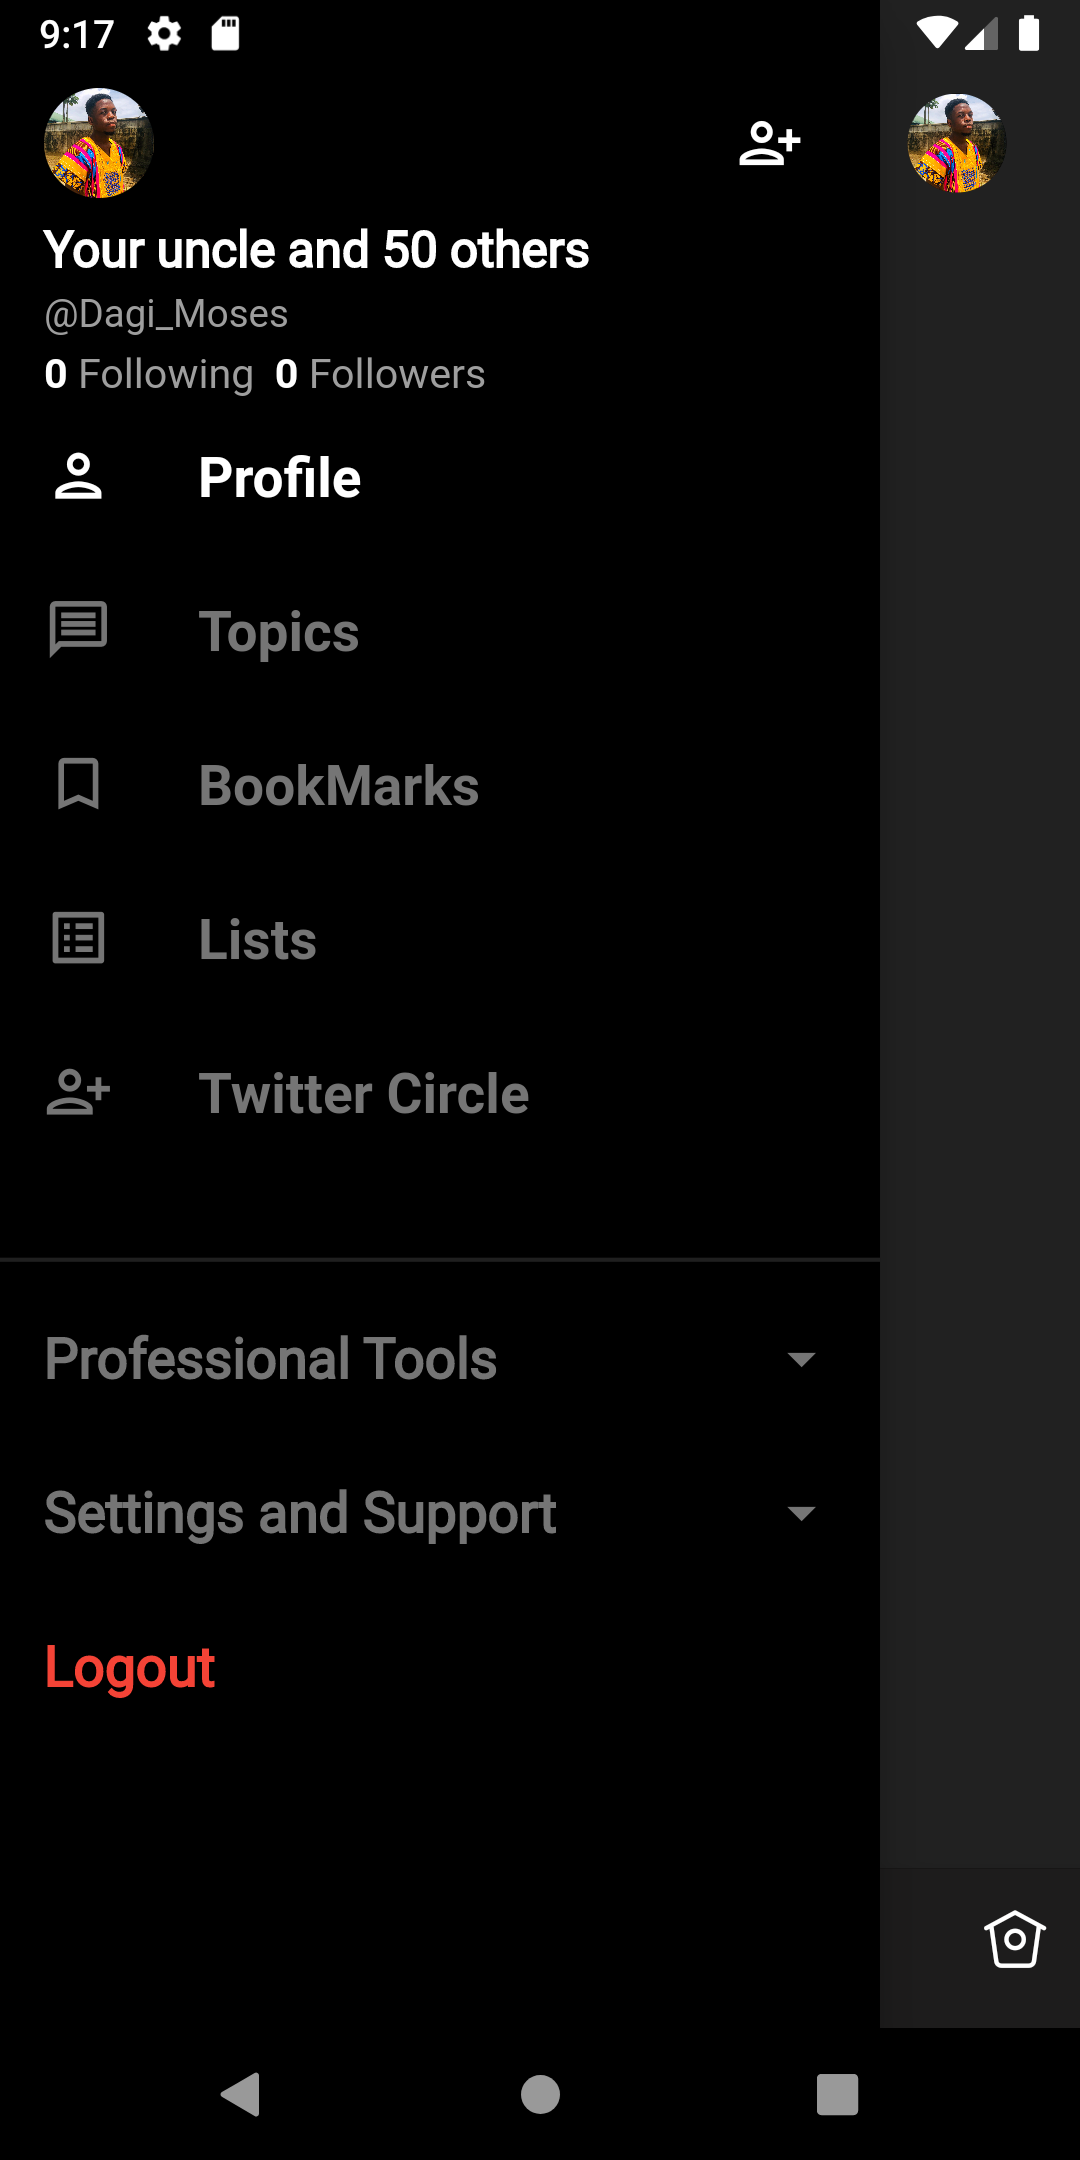 9:17
Your uncle and 50 others
@Dagi_Moses
0 Following 0 Followers
Profile
Topics
BookMarks
Lists
Twitter Circle
Professional Tools
Settings and Support
Logout